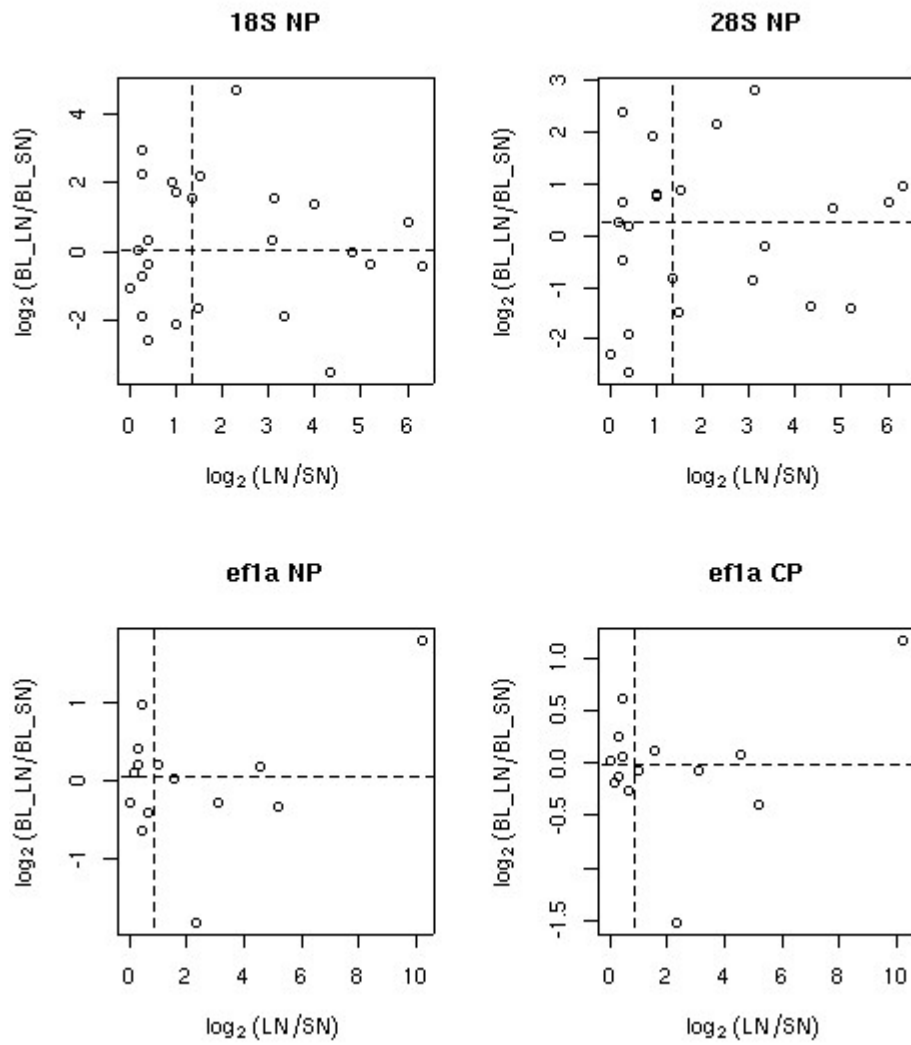 18S NP
log2 (BL_LN/BL_SN)
4
2
0
-2
0 1 2 3 4 5 6
log2 (LN/SN)
28S NP
log2 (BL_LN/BL_SN)
3
2
1
0
-1
-2
0 1 2 3 4 5 6
log2 (LN/SN)
ef1a NP
log2 (BL_LN/BL_SN)
1
0
-1
0 2 4 6 8 10
log2 (LN/SN)
ef1a CP
log2 (BL_LN/BL_SN)
1.0
0.5
0.0
-0.5
-1.5
0 2 4 6 8 10
log2 (LN/SN)